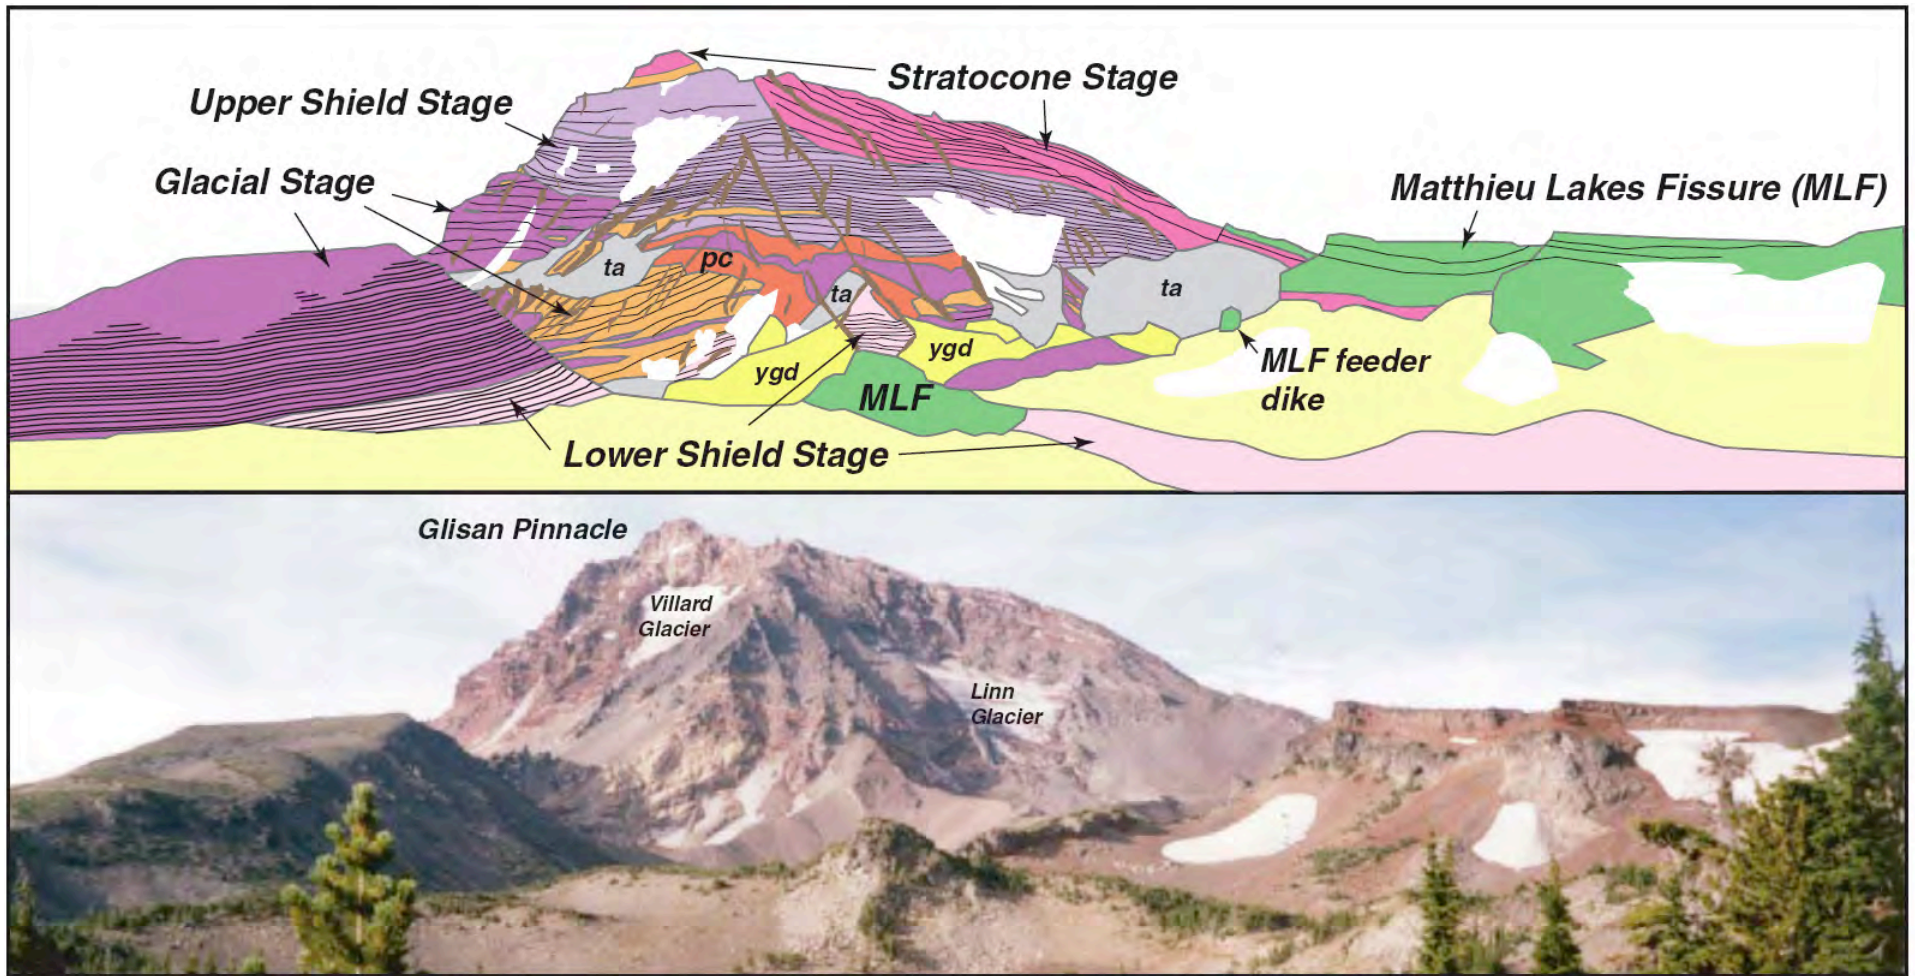 Stratocone Stage
Upper Shield Stage
Glacial Stage
Matthieu Lakes Fissure (MLF)
pc
ta
ta
ta
ygd
ygd
MLF
MLF feeder
dike
Lower Shield Stage
Glisan Pinnacle
Villard
Glacier
Linn
Glacier